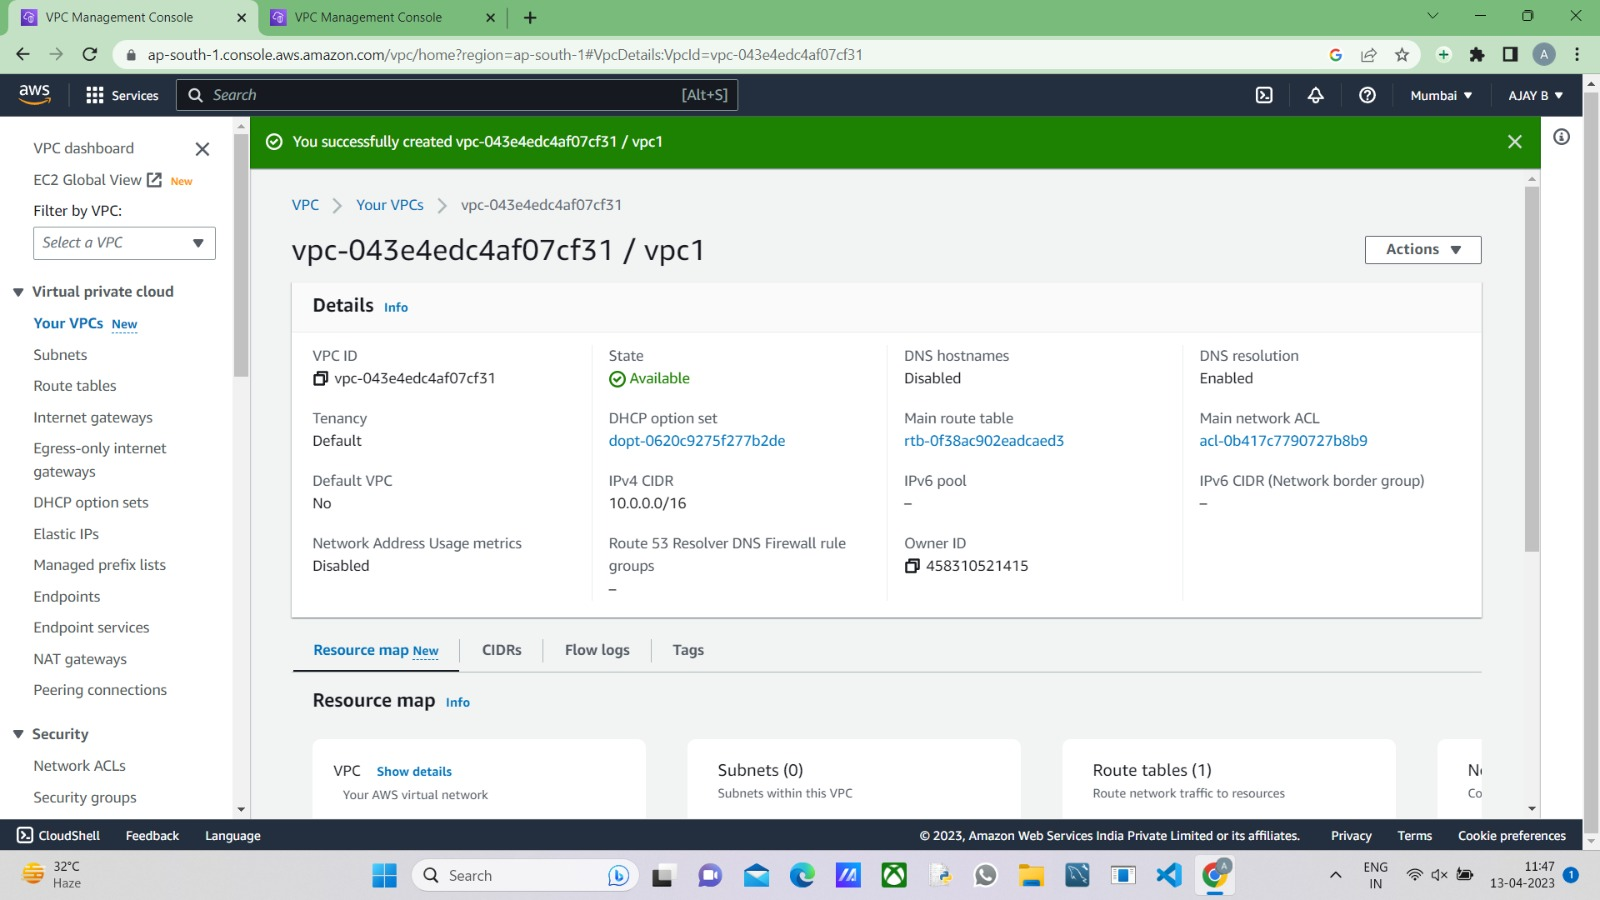 VPC Management Console
VPC Management Console
ap-south-1.console.aws.amazon.com/vpc/home?region=ap-south-1#VpcDetails:VpcId=vpc-043e4edc4af07cf31
A
aws
Services
Search
[Alt+S]
Mumbai
AJAY B
VPC dashboard
EC2 Global View
New
Filter by VPC:
Select a VPC
Virtual private cloud
Your VPCs New
Subnets
Route tables
Internet gateways
Egress-only internet
gateways
DHCP option sets
Elastic IPs
Managed prefix lists
Endpoints
Endpoint services
NAT gateways
Peering connections
Security
Network ACLs
Security groups
You successfully created vpc-043e4edc4af07cf31 / vpc1
VPC
Your VPCs
vpc-043e4edc4af07cf31
vpc-043e4edc4af07cf31 / vpc1
Actions
Details Info
VPC ID
vpc-043e4edc4af07cf31
State
Available
DNS hostnames
Disabled
DNS resolution
Enabled
Tenancy
Default
DHCP option set
dopt-0620c9275f277b2de
Main route table
rtb-0f38ac902eadcaed3
Main network ACL
acl-0b417c7790727b8b9
Default VPC
No
IPv4 CIDR
10.0.0.0/16
IPv6 pool
–
IPv6 CIDR (Network border group)
–
Network Address Usage metrics
Disabled
Route 53 Resolver DNS Firewall rule
groups
–
Owner ID
458310521415
Resource map New
CIDRs
Flow logs
Tags
Resource map Info
VPC Show details
Your AWS virtual network
Subnets (0)
Subnets within this VPC
Route tables (1)
Route network traffic to resources
CloudShell
Feedback
Language
© 2023, Amazon Web Services India Private Limited or its affiliates.
Privacy
Terms
Cookie preferences
32°C
Haze
Search
A
ENG
IN
11:47
13-04-2023
1